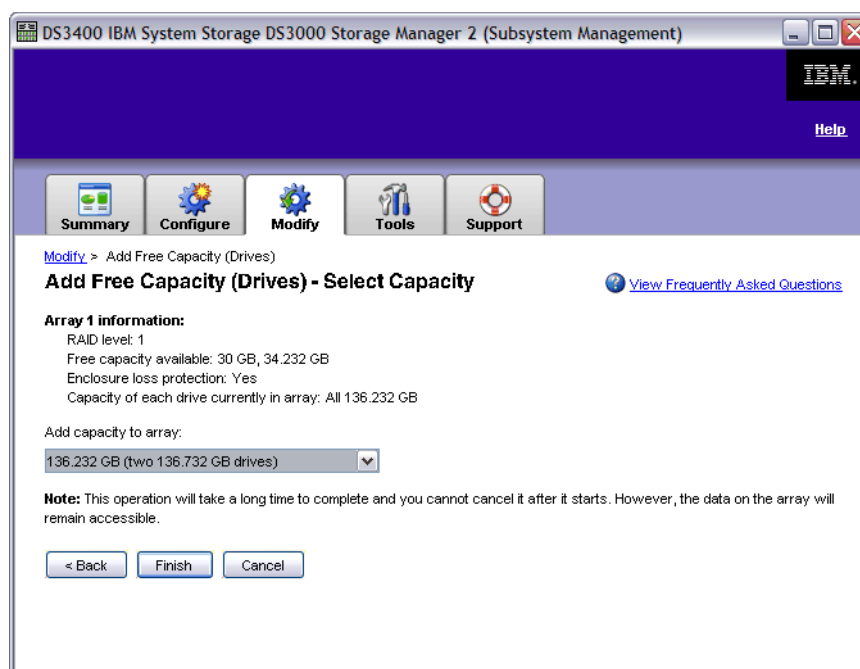 DS3400 IBM System Storage DS3000 Storage Manager 2 (Subsystem Management)
IBM.
Help
Summary
Configure
Modify
Tools
Support
Modify > Add Free Capacity (Drives)
Add Free Capacity (Drives) - Select Capacity
View Frequently Asked Questions
Array 1 information:
RAID level: 1
Free capacity available: 30 GB, 34.232 GB
Enclosure loss protection: Yes
Capacity of each drive currently in array: All 136.232 GB
Add capacity to array:
136.232 GB (two 136.732 GB drives)
Note: This operation will take a long time to complete and you cannot cancel it after it starts. However, the data on the array will
remain accessible.
< Back
Finish
Cancel